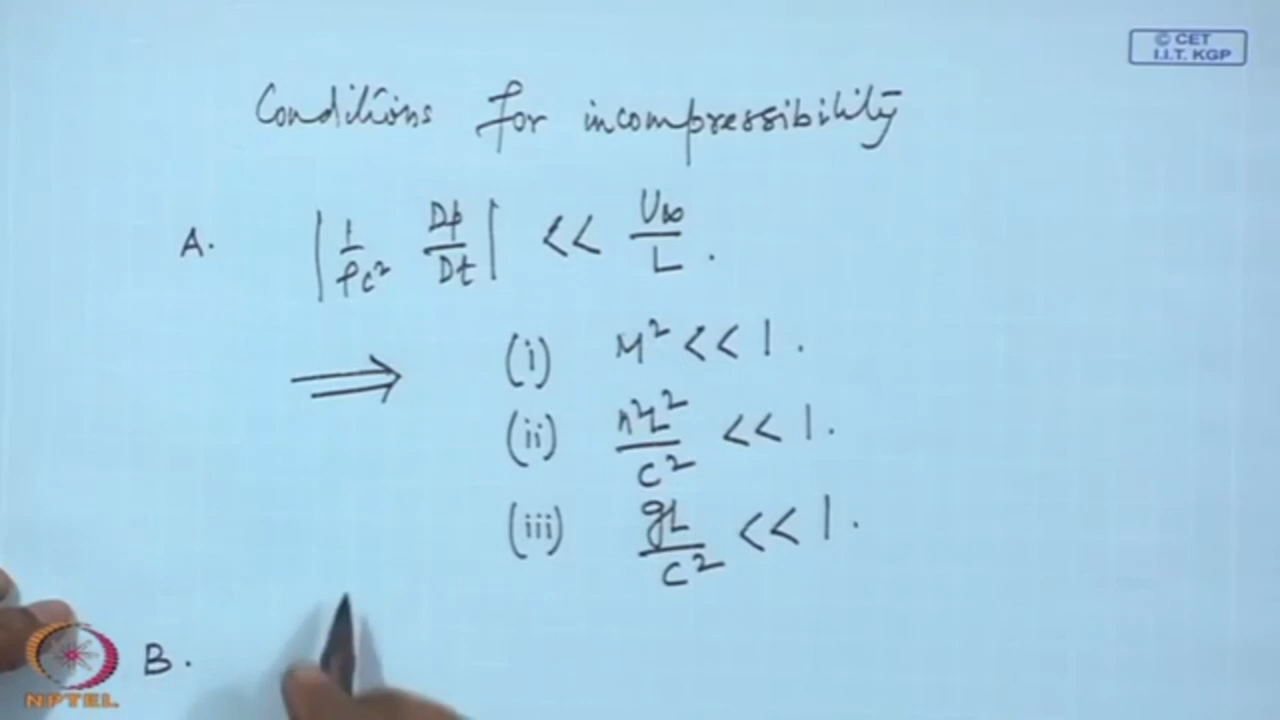 © CET
I.I.T. KGP
Conditions for incompressibility
A. | 1/ρc² Dp/Dt | << U∞/L .
⟹ (i) M² << 1 .
(ii) n²L²/c² << 1 .
(iii) gL/c² << 1 .
B .
NPTEL